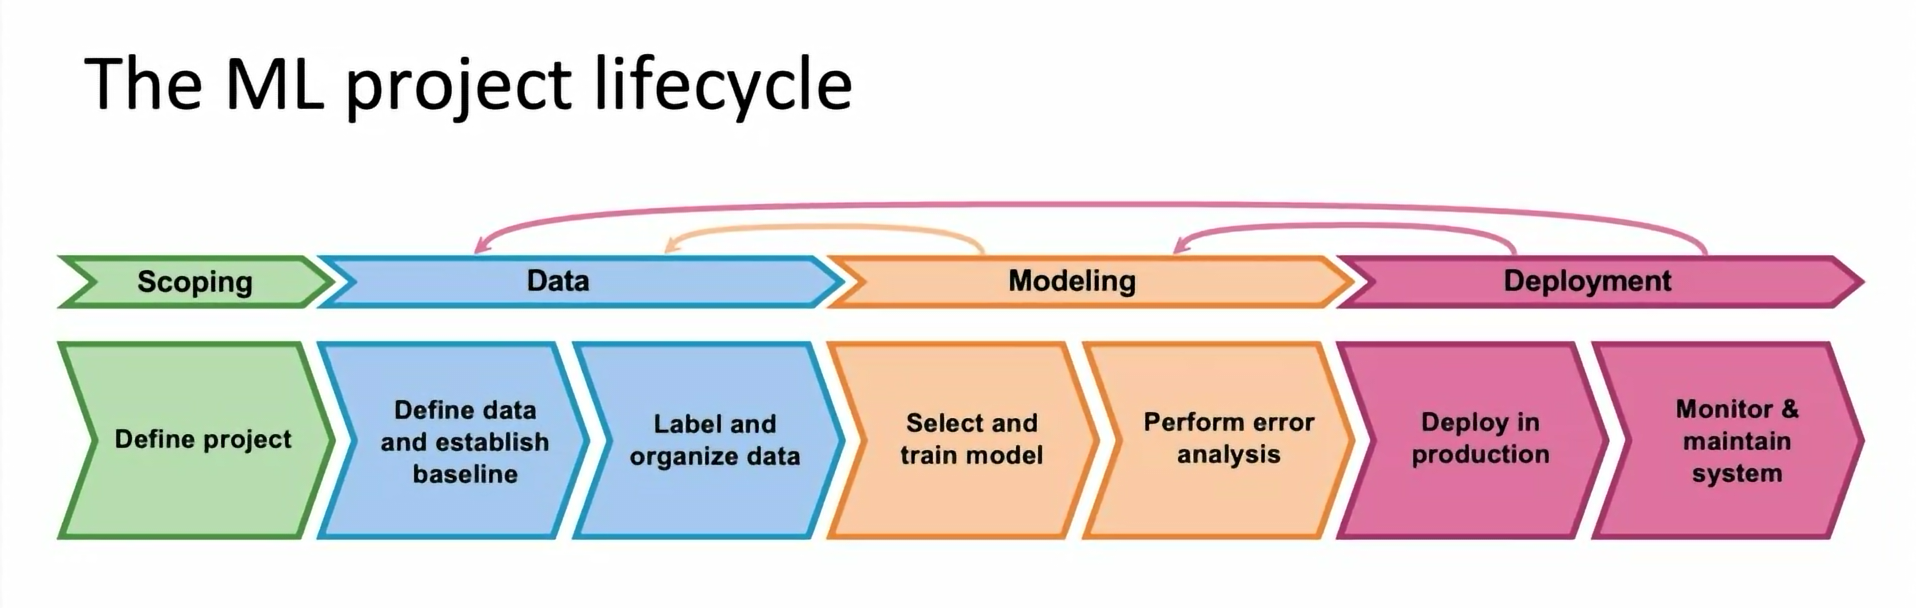 The ML project lifecycle
Scoping
Data
Modeling
Deployment
Define project
Define data
and establish
baseline
Label and
organize data
Select and
train model
Perform error
analysis
Deploy in
production
Monitor &
maintain
system